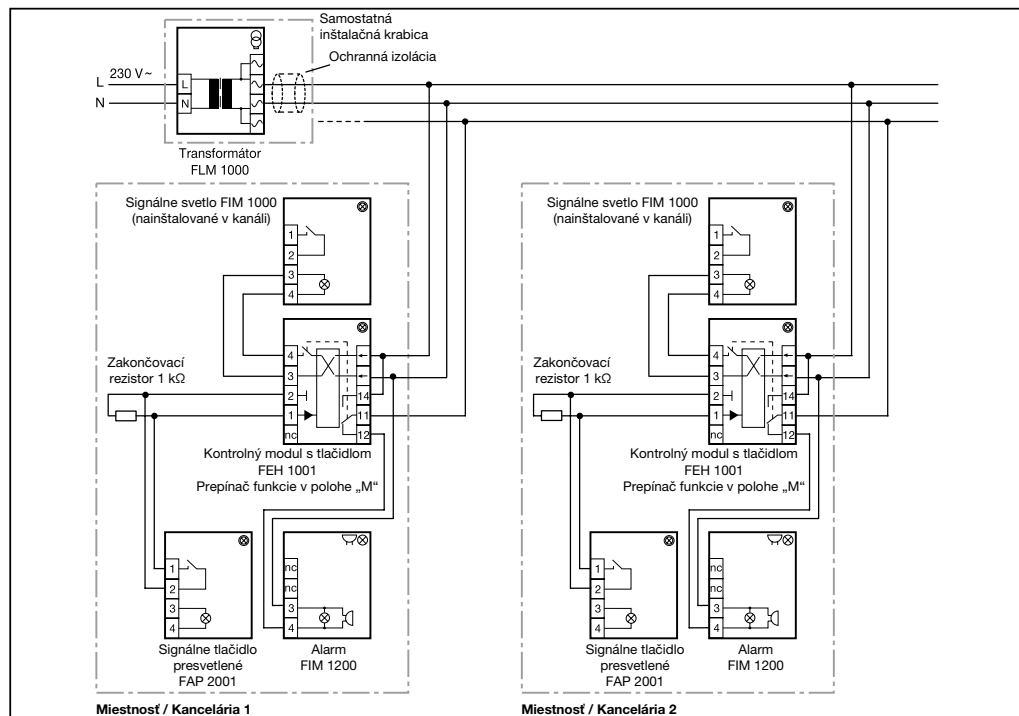 Samostatná
inštalačná krabica
Ochranná izolácia
L 230 V~
N
L
N
Transformátor
FLM 1000
Signálne svetlo FIM 1000
(nainštalované v kanáli)
1
2
3
4
Zakončovací
rezistor 1 kΩ
4
3
2
1
nc
14
11
12
Kontrolný modul s tlačidlom
FEH 1001
Prepínač funkcie v polohe „M“
1
2
3
4
nc
nc
3
4
Signálne tlačidlo
presvetlené
FAP 2001
Alarm
FIM 1200
Miestnosť / Kancelária 1
Signálne svetlo FIM 1000
(nainštalované v kanáli)
1
2
3
4
Zakončovací
rezistor 1 kΩ
4
3
2
1
nc
14
11
12
Kontrolný modul s tlačidlom
FEH 1001
Prepínač funkcie v polohe „M“
1
2
3
4
nc
nc
3
4
Signálne tlačidlo
presvetlené
FAP 2001
Alarm
FIM 1200
Miestnosť / Kancelária 2